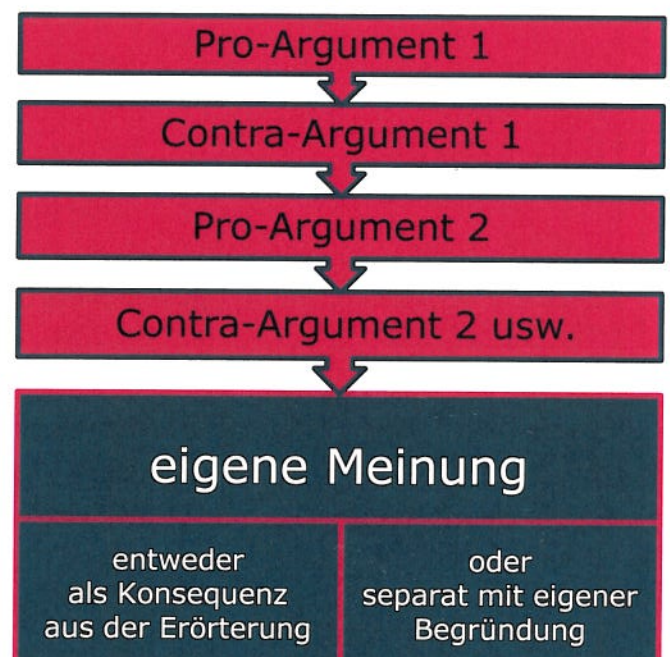 Pro-Argument 1
Contra-Argument 1
Pro-Argument 2
Contra-Argument 2 usw.
eigene Meinung
entweder
als Konsequenz
aus der Erörterung
oder
separat mit eigener
Begründung